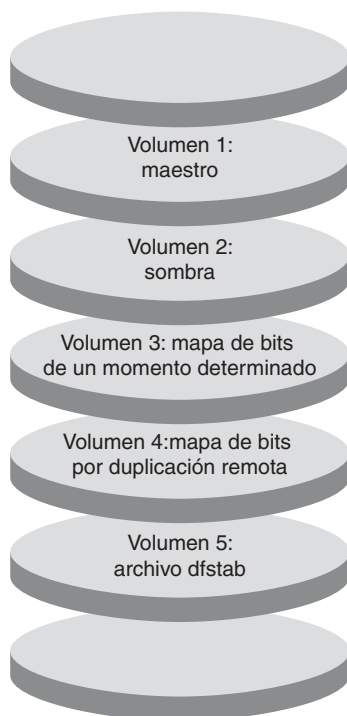 Volumen 1:
maestro
Volumen 2:
sombra
Volumen 3: mapa de bits
de un momento determinado
Volumen 4:mapa de bits
por duplicación remota
Volumen 5:
archivo dfstab